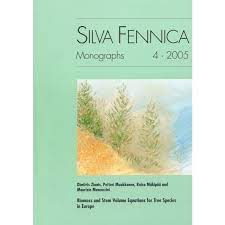 SILVA FENNICA
Monographs 4 · 2005
Dimitris Zianis, Petteri Muukkonen, Raisa Mäkipää and
Maurizio Mencuccini
Biomass and Stem Volume Equations for Tree Species
in Europe